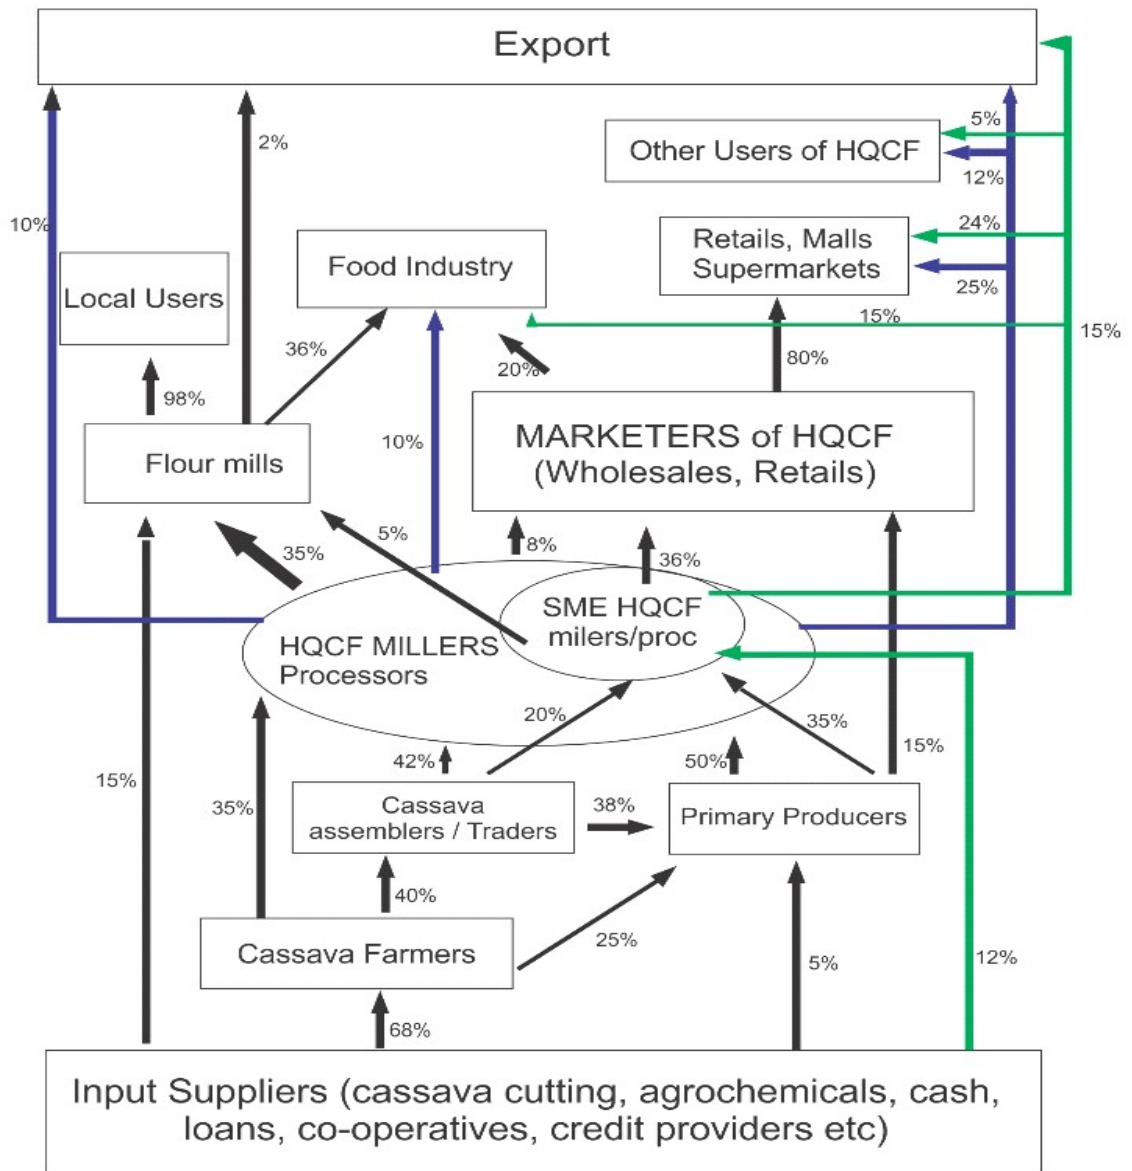 Export
2%
5%
Other Users of HQCF
12%
10%
24%
Retails, Malls
Supermarkets
25%
Food Industry
Local Users
15%
15%
36%
20%
80%
98%
MARKETERS of HQCF
(Wholesales, Retails)
10%
Flour mills
5%
35%
8%
36%
SME HQCF
milers/proc
HQCF MILLERS
Processors
20%
35%
15%
42%
50%
15%
35%
Cassava
assemblers / Traders
38%
Primary Producers
40%
25%
Cassava Farmers
5%
12%
68%
Input Suppliers (cassava cutting, agrochemicals, cash,
loans, co-operatives, credit providers etc)